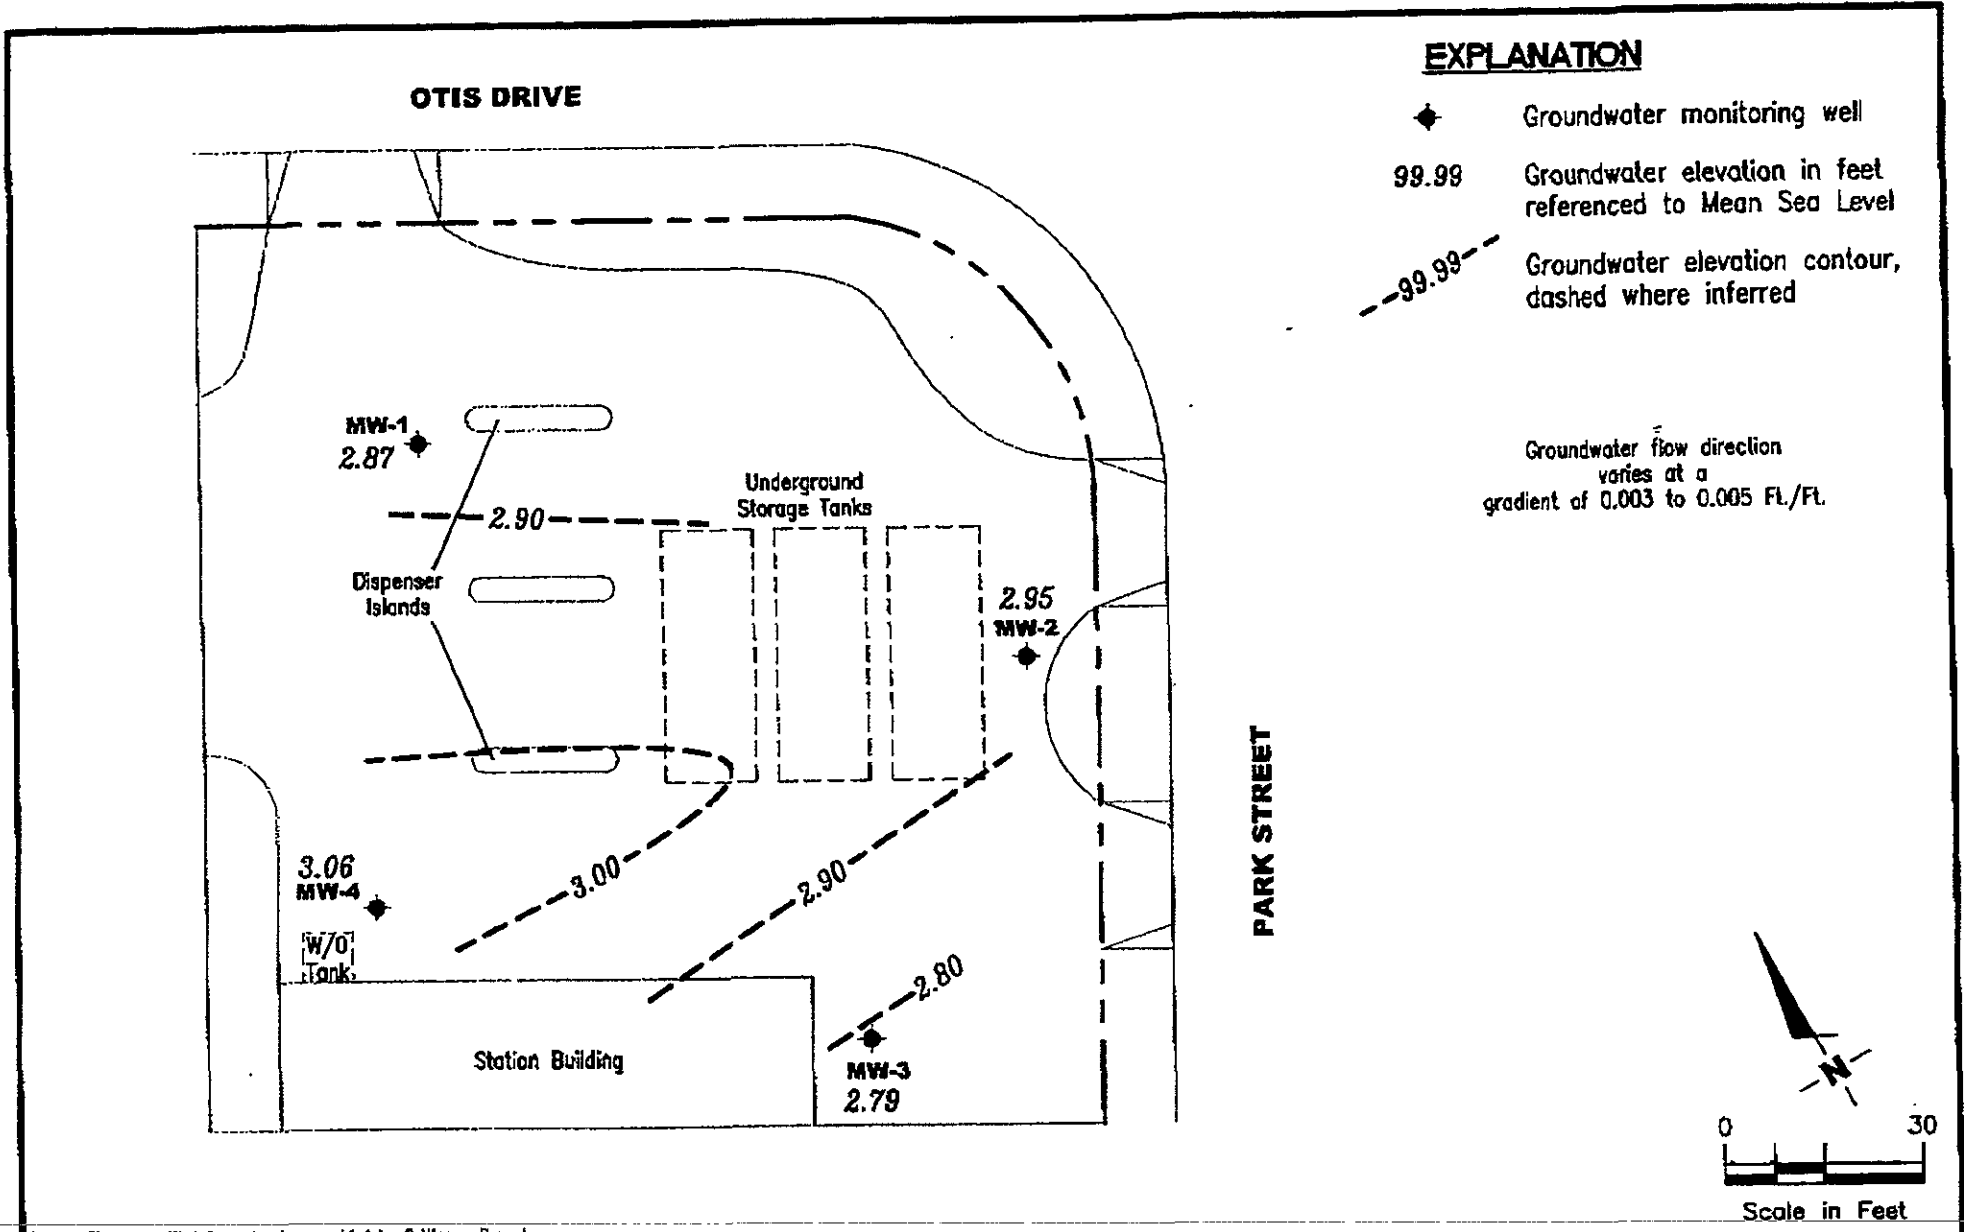 EXPLANATION
OTIS DRIVE
Groundwater monitoring well
99.99
Groundwater elevation in feet
referenced to Mean Sea Level
99.99
Groundwater elevation contour,
dashed where inferred
MW-1
2.87
Groundwater flow direction
varies at a
gradient of 0.003 to 0.005 Ft./Ft.
Underground
Storage Tanks
2.90
Dispenser
Islands
2.95
MW-2
PARK STREET
3.06
MW-4
3.00
2.90
W/O
Tank
2.80
Station Building
MW-3
2.79
N
0 30
Scale in Feet